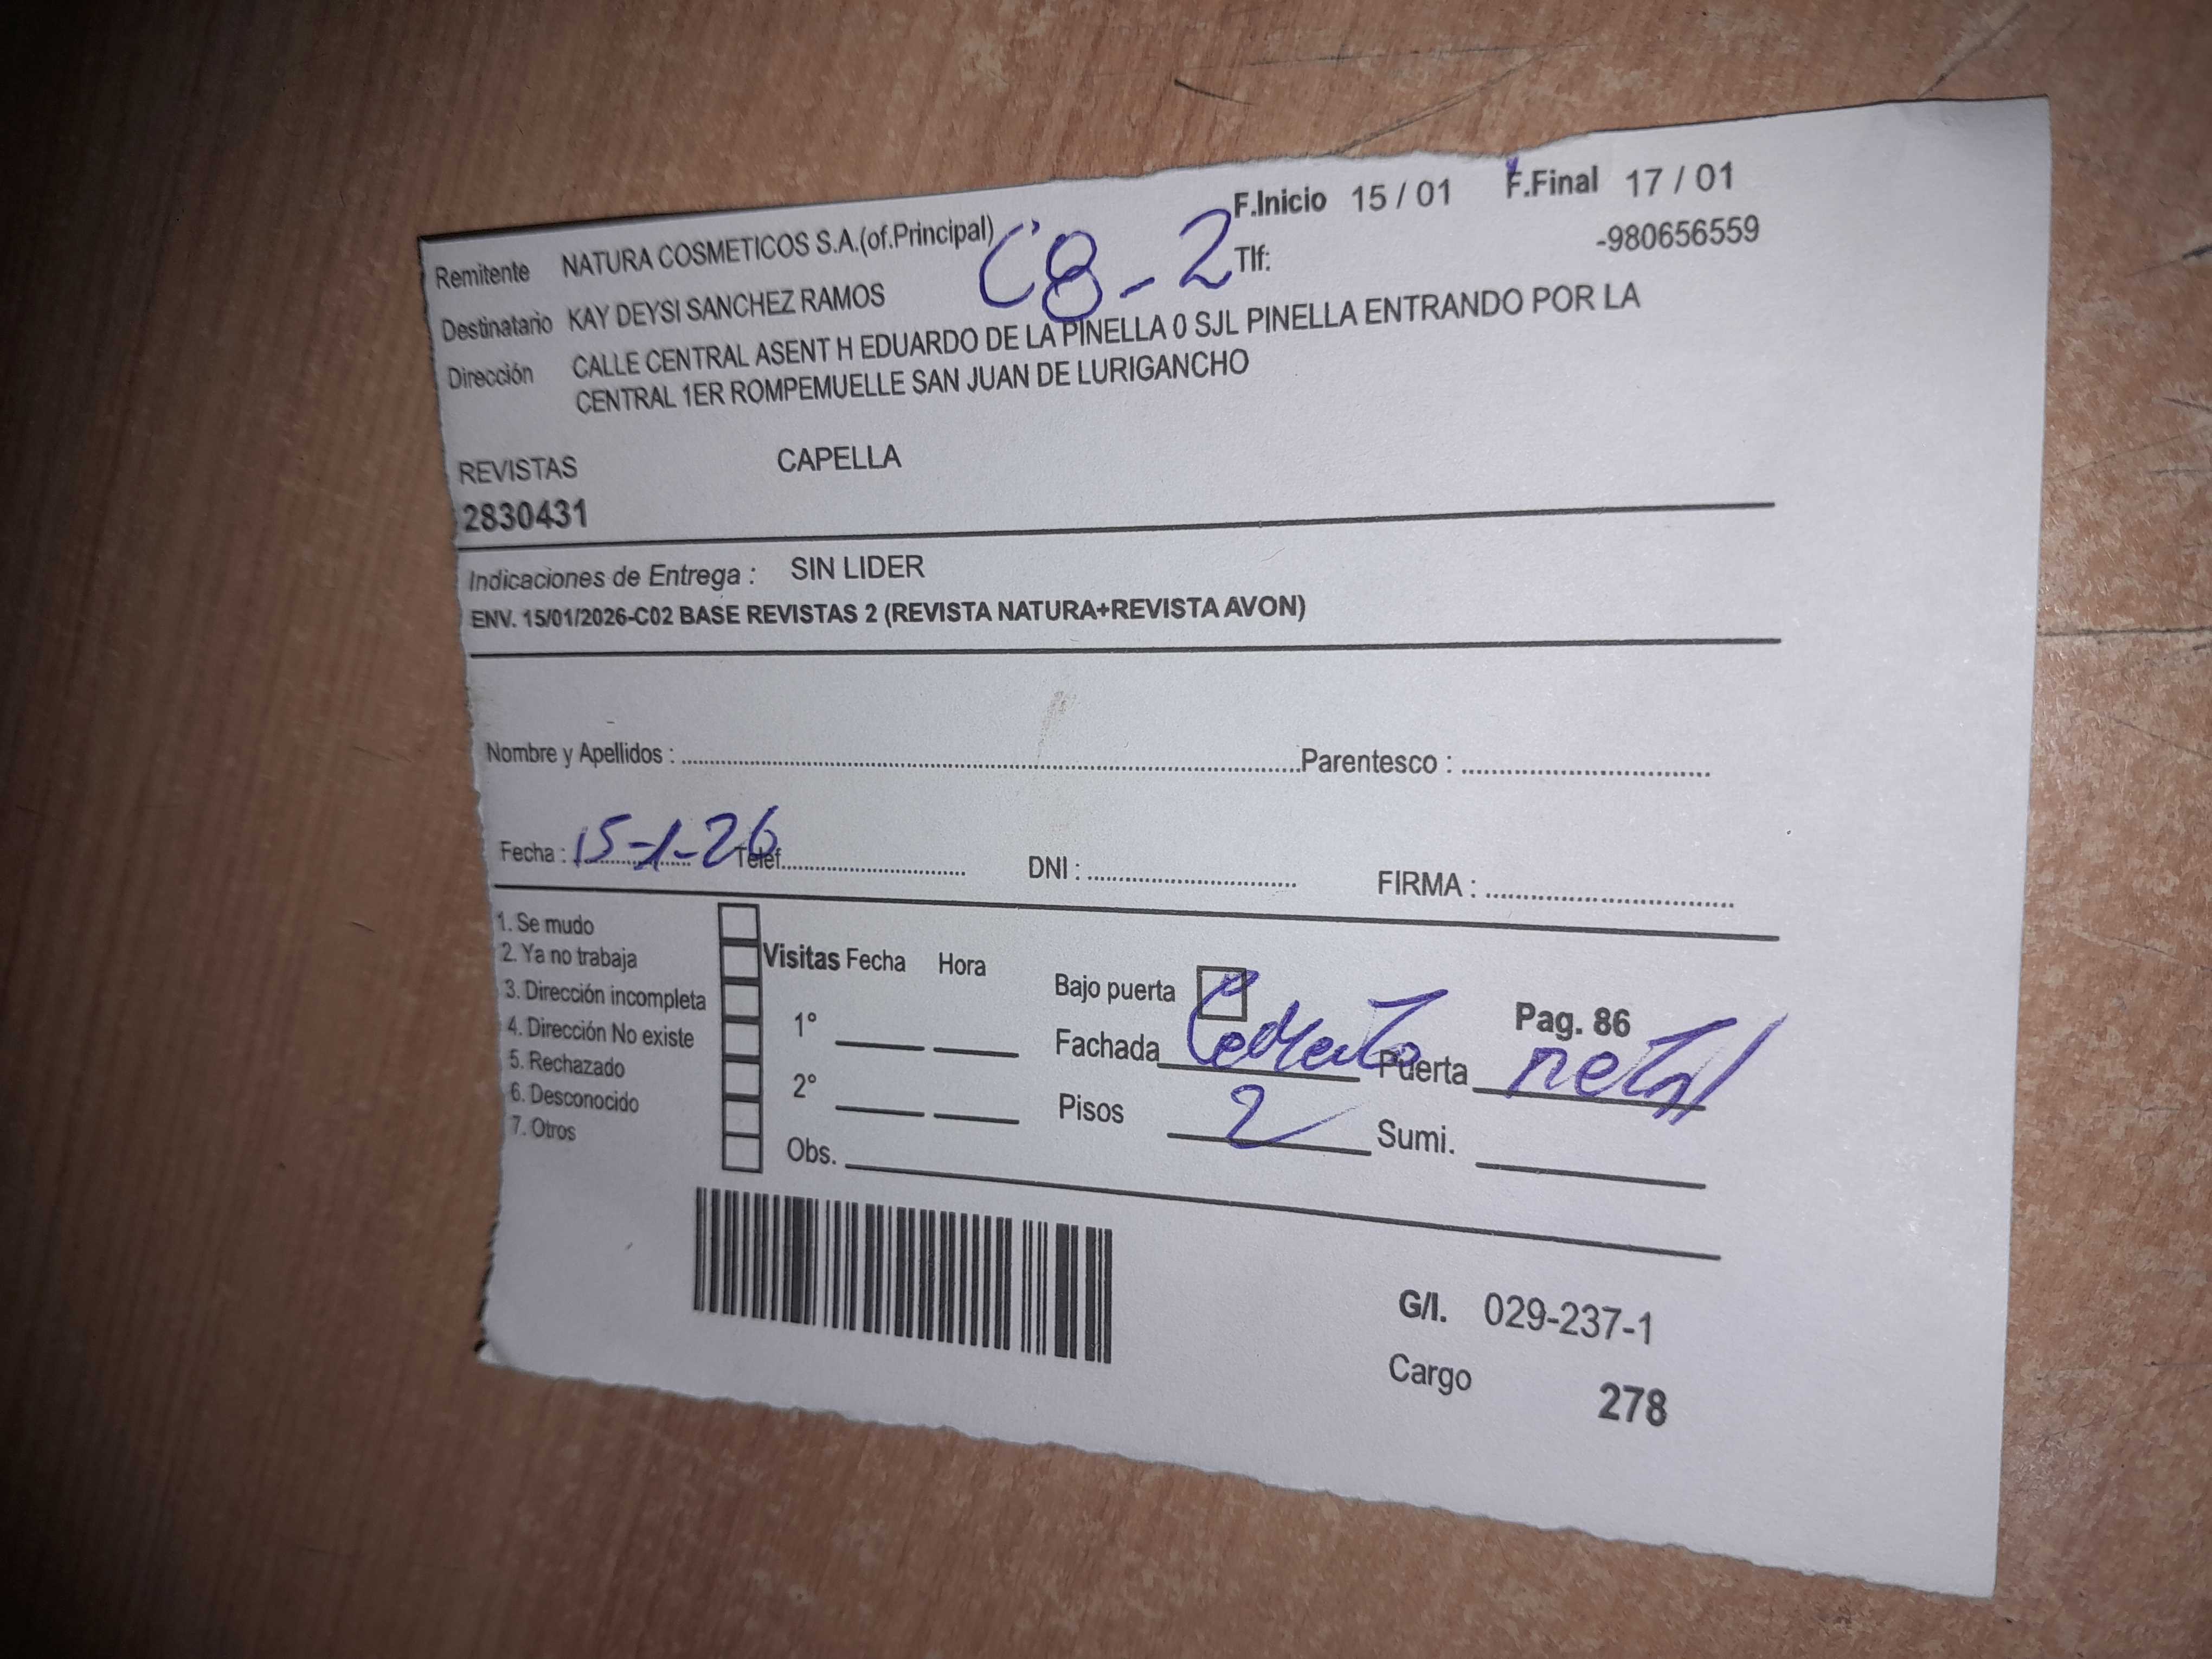 F.Inicio 15 / 01 F.Final 17 / 01
Remitente NATURA COSMETICOS S.A.(of.Principal) C8-2 Tlf: -980656559
Destinatario KAY DEYSI SANCHEZ RAMOS
Dirección CALLE CENTRAL ASENT H EDUARDO DE LA PINELLA 0 SJL PINELLA ENTRANDO POR LA
CENTRAL 1ER ROMPEMUELLE SAN JUAN DE LURIGANCHO
REVISTAS CAPELLA
2830431
Indicaciones de Entrega : SIN LIDER
ENV. 15/01/2026-C02 BASE REVISTAS 2 (REVISTA NATURA+REVISTA AVON)
Nombre y Apellidos : Parentesco :
Fecha : 15-1-26 Telef. DNI : FIRMA :
1. Se mudo
2. Ya no trabaja
3. Dirección incompleta
4. Dirección No existe
5. Rechazado
6. Desconocido
7. Otros
Visitas Fecha Hora
1°
2°
Obs.
Bajo puerta Pag. 86
Fachada Cemento Puerta metal
Pisos 2 Sumi.
G/I. 029-237-1
Cargo 278